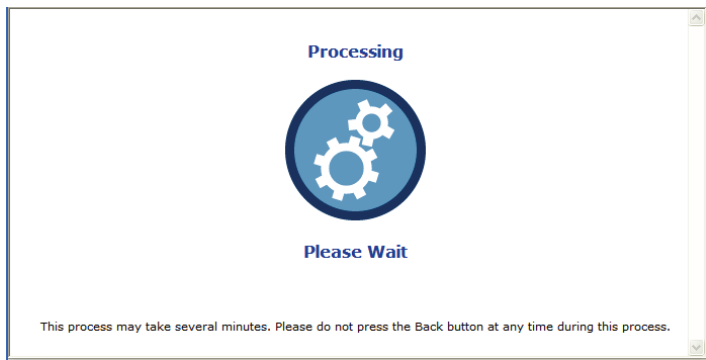 Processing
Please Wait
This process may take several minutes. Please do not press the Back button at any time during this process.